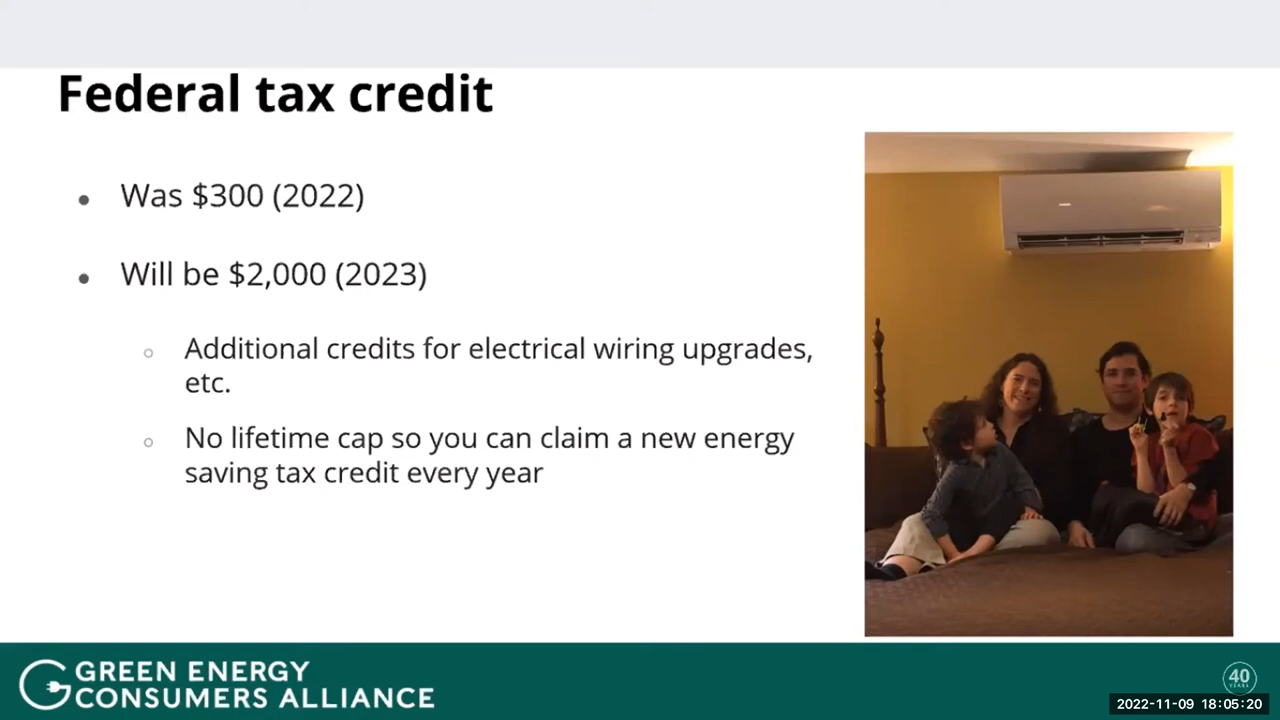 Federal tax credit
Was $300 (2022)
Will be $2,000 (2023)
Additional credits for electrical wiring upgrades,
etc.
No lifetime cap so you can claim a new energy
saving tax credit every year
GREEN ENERGY
CONSUMERS ALLIANCE
40
YEARS
2022-11-09 18:05:20